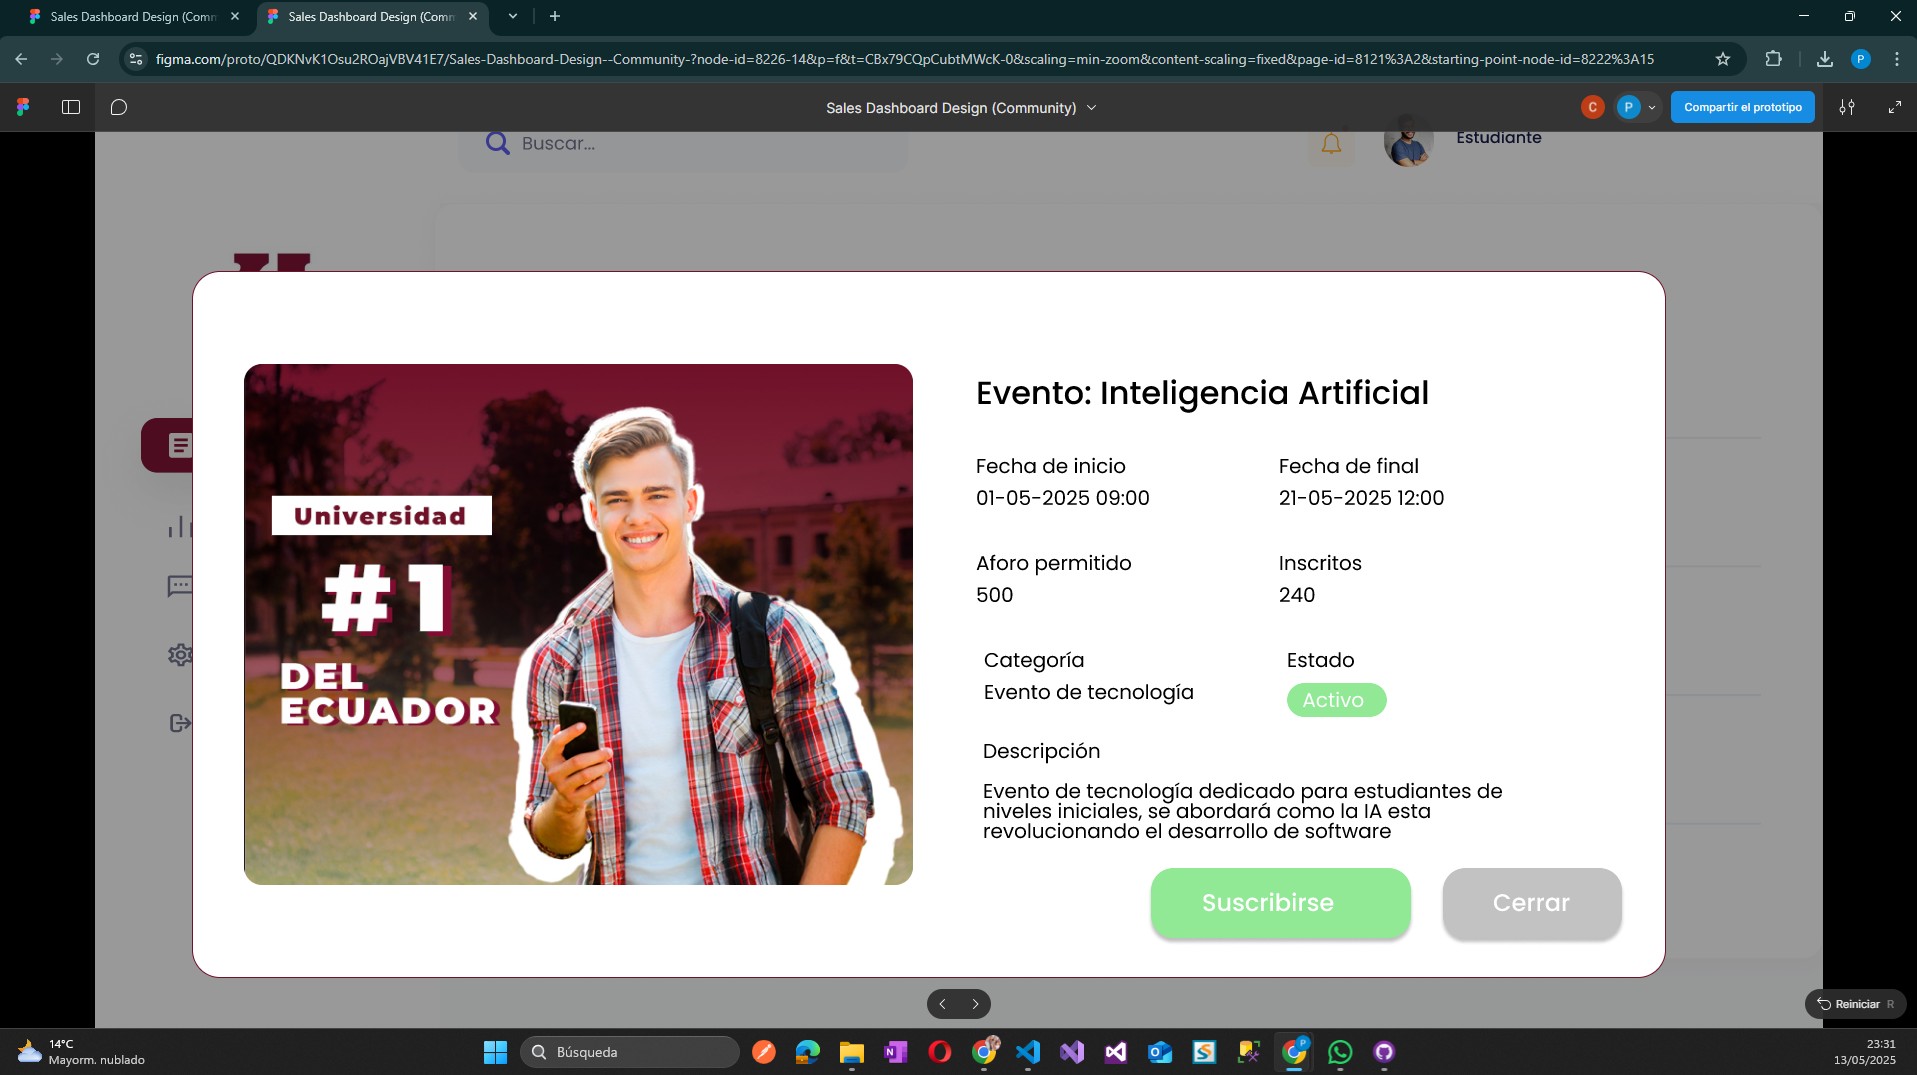 Sales Dashboard Design (Comm
Sales Dashboard Design (Comm
figma.com/proto/QDKNvK1Osu2ROajVBV41E7/Sales-Dashboard-Design--Community-?node-id=8226-14&p=f&t=CBx79CQpCubtMWcK-0&scaling=min-zoom&content-scaling=fixed&page-id=8121%3A2&starting-point-node-id=8222%3A15
P
Sales Dashboard Design (Community)
C
P
Compartir el prototipo
Buscar...
Estudiante
Universidad
#1
DEL
ECUADOR
Evento: Inteligencia Artificial
Fecha de inicio
Fecha de final
01-05-2025 09:00
21-05-2025 12:00
Aforo permitido
Inscritos
500
240
Categoría
Estado
Evento de tecnología
Activo
Descripción
Evento de tecnología dedicado para estudiantes de
niveles iniciales, se abordará como la IA esta
revolucionando el desarrollo de software
Suscribirse
Cerrar
Reiniciar R
14°C
Mayorm. nublado
Búsqueda
23:31
13/05/2025